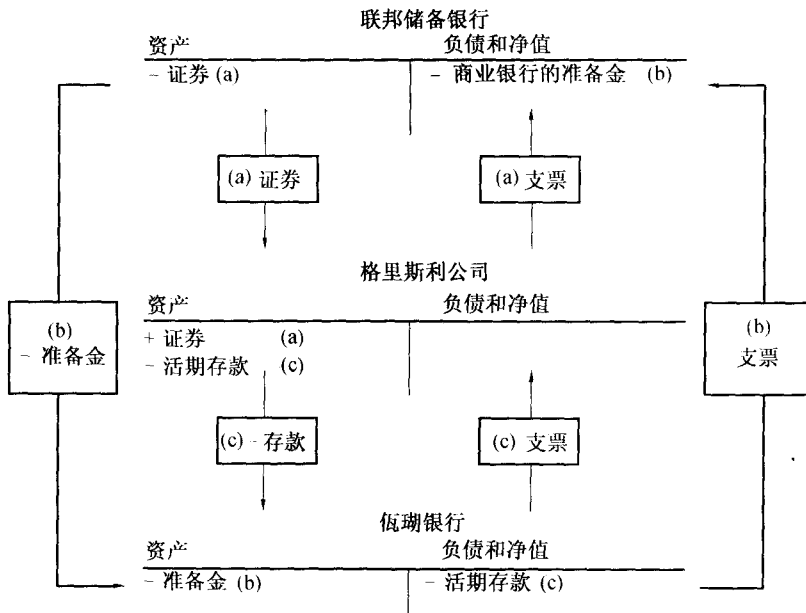 联邦储备银行
资产 负债和净值
- 证券 (a) - 商业银行的准备金 (b)
(a) 证券 (a) 支票
格里斯利公司
资产 负债和净值
+ 证券 (a)
- 活期存款 (c)
(b)
- 准备金
(b)
支票
(c) - 存款 (c) 支票
佤瑚银行
资产 负债和净值
- 准备金 (b) - 活期存款 (c)